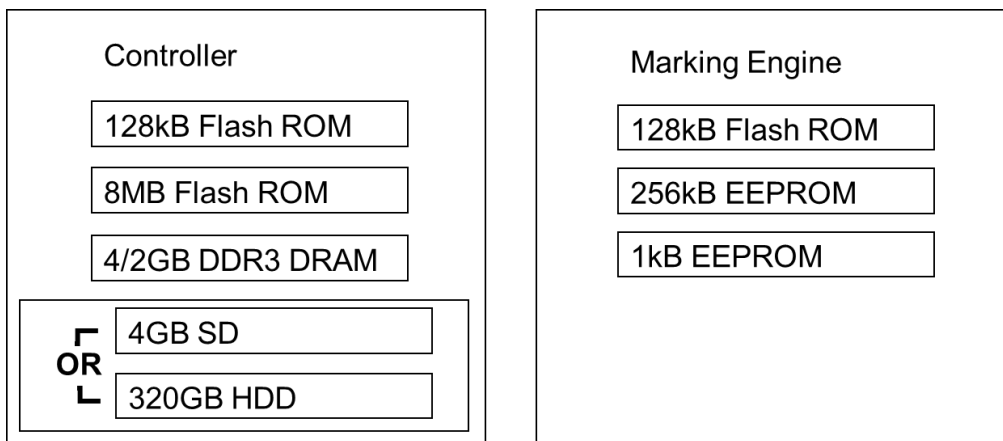 Controller
128kB Flash ROM
8MB Flash ROM
4/2GB DDR3 DRAM
OR
4GB SD
320GB HDD
Marking Engine
128kB Flash ROM
256kB EEPROM
1kB EEPROM